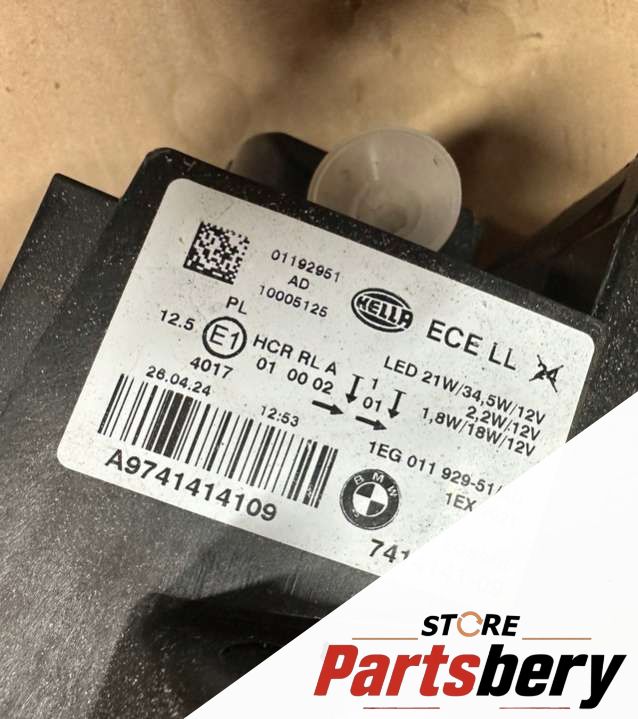 01192951
AD
10005125
HELLA
ECE LL 24
PL
12.5 E1 HCR RL A
4017 01 0 00 02
1
01
LED 21W/34,5W/12V
2,2W/12V
1,8W/18W/12V
26.04.24 12:53
A9741414109
1EG 011 929-51/
BMW
1EX
741
STORE
Partsbery